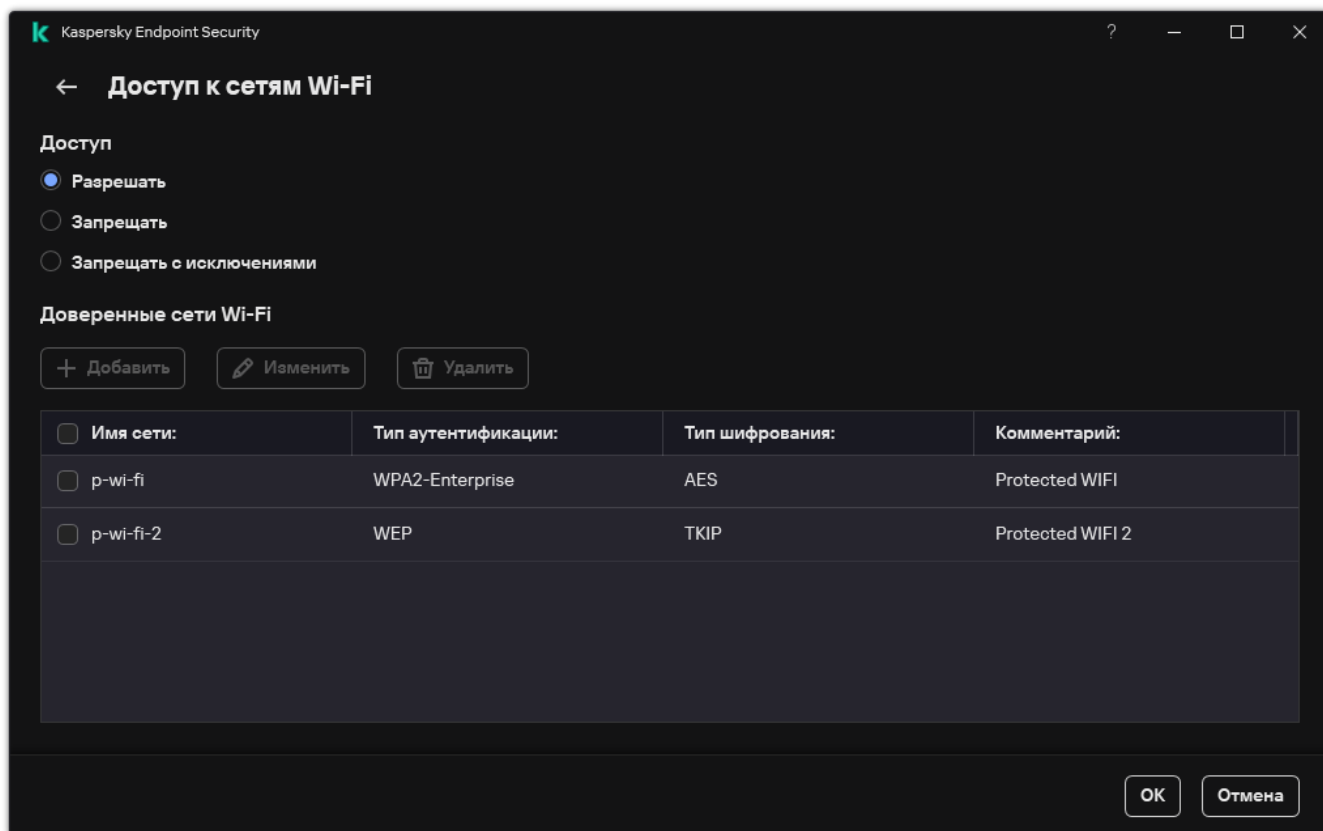 Kaspersky Endpoint Security ?
Доступ к сетям Wi-Fi
Доступ
Разрешать
Запрещать
Запрещать с исключениями
Доверенные сети Wi-Fi
Добавить Изменить Удалить
Имя сети: Тип аутентификации: Тип шифрования: Комментарий:
p-wi-fi WPA2-Enterprise AES Protected WIFI
p-wi-fi-2 WEP TKIP Protected WIFI 2
ОК Отмена